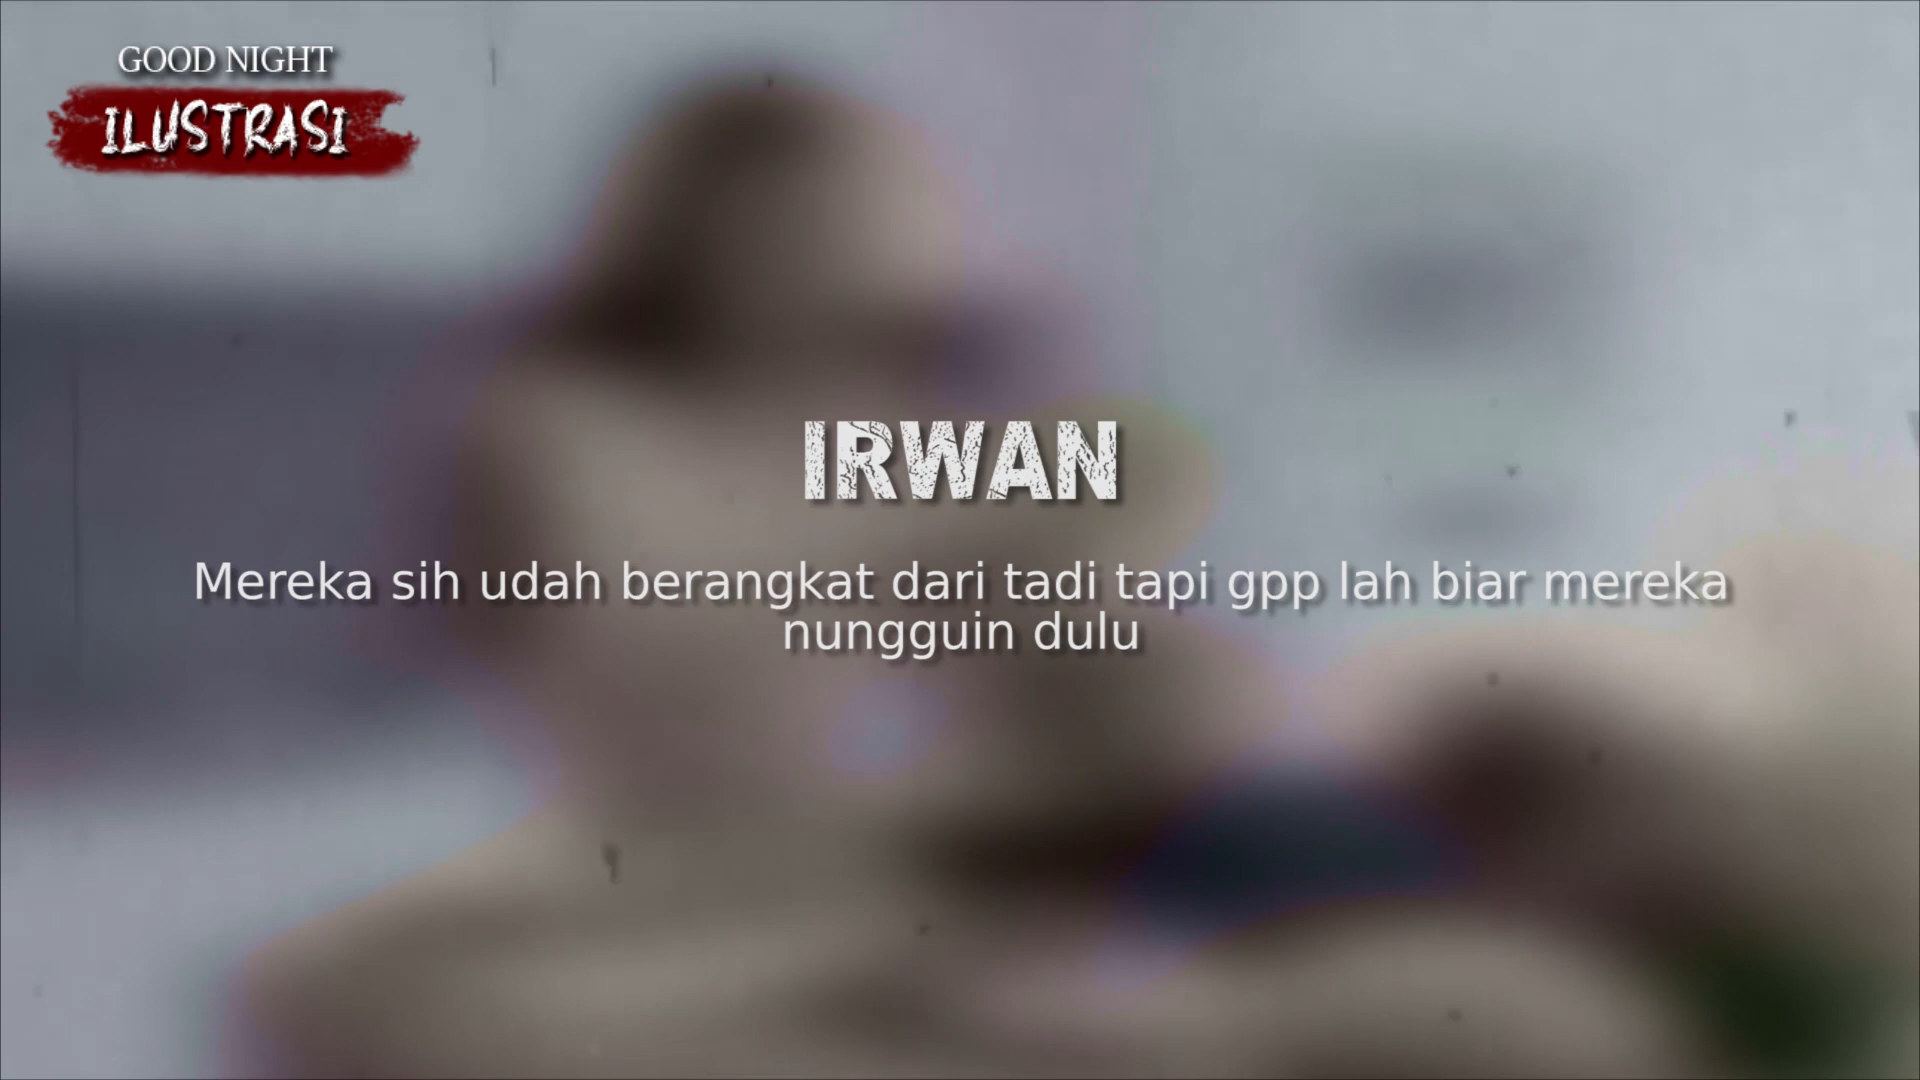 GOOD NIGHT
ILUSTRASI
IRWAN
Mereka sih udah berangkat dari tadi tapi gpp lah biar mereka
nungguin dulu